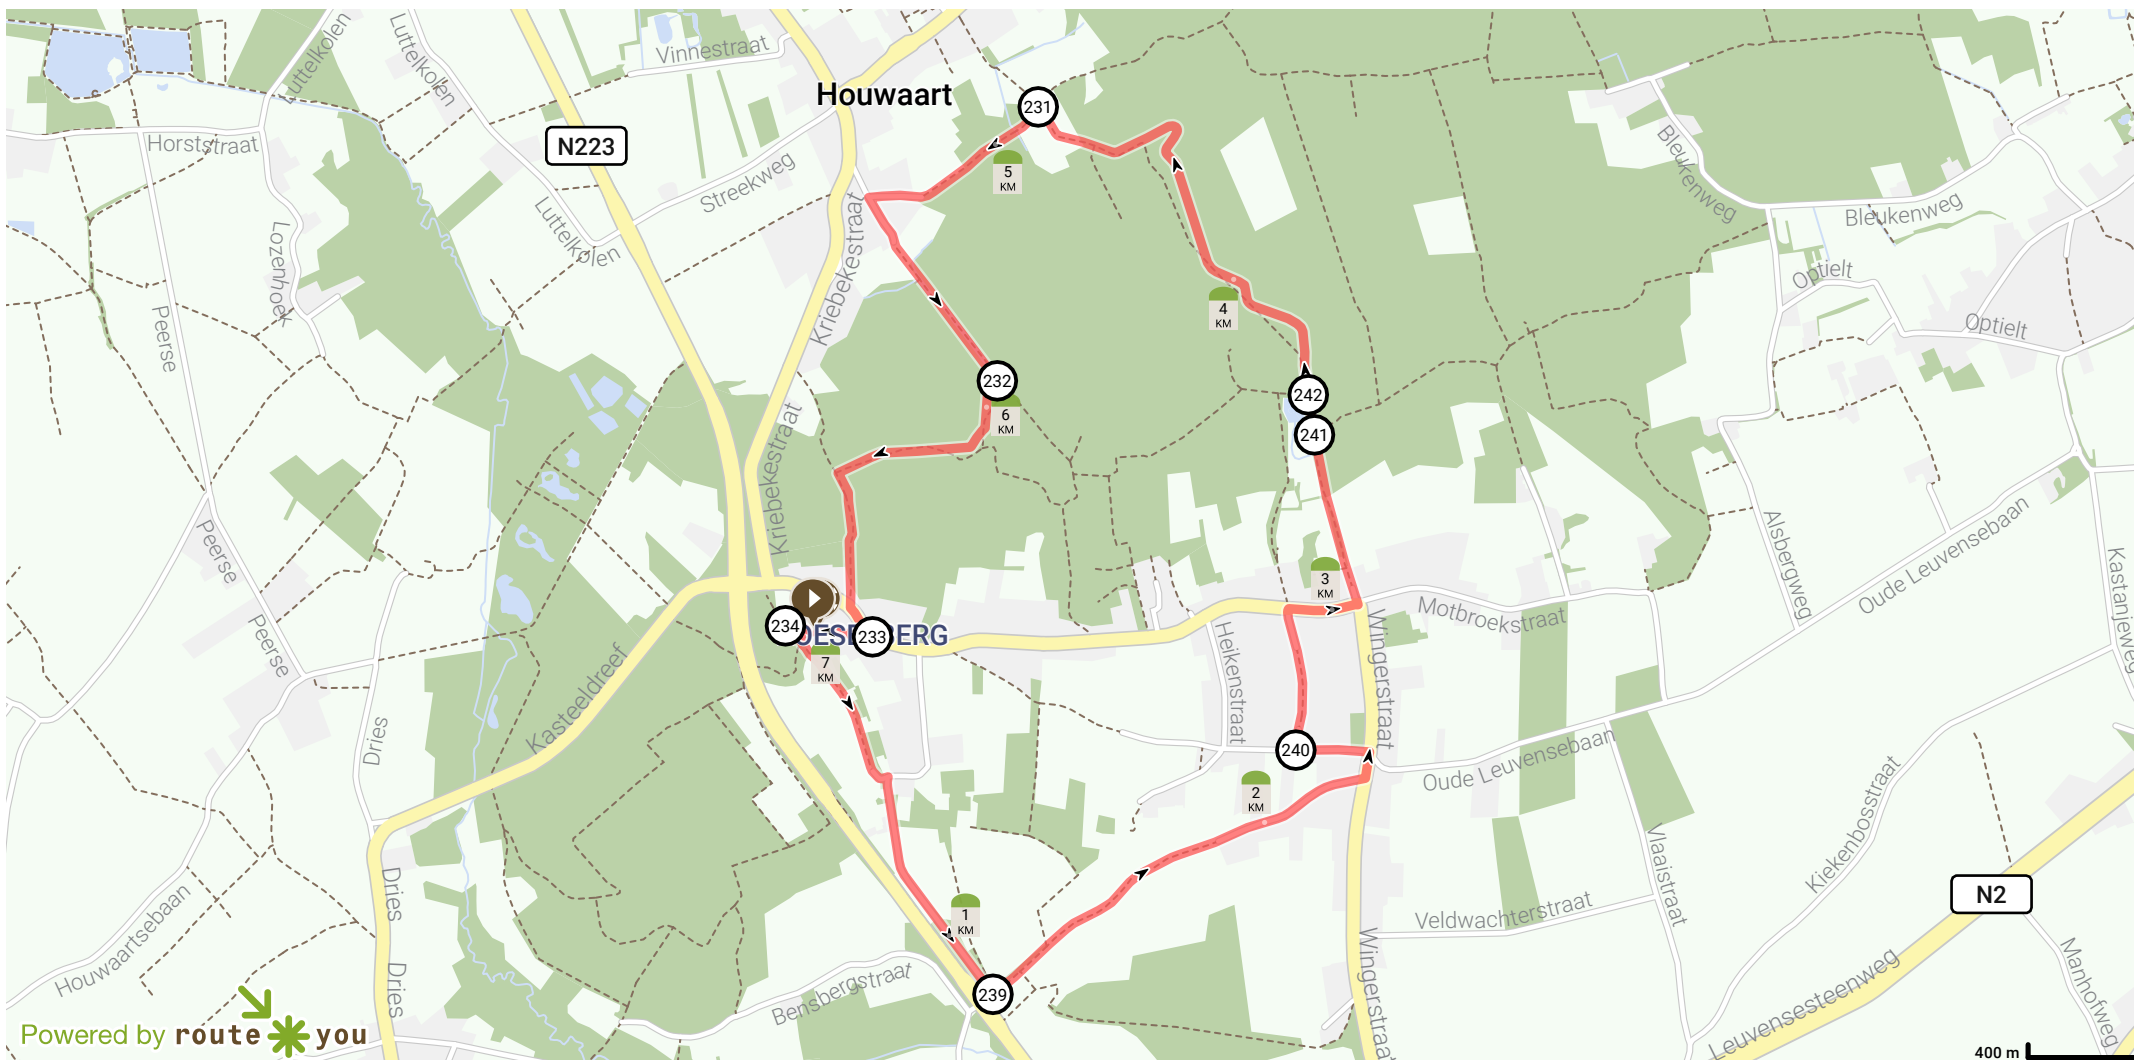 Vinnestraat
Luttelkolen
Luttelkolen
Houwaart
231
N223
Horststraat
Streekweg
5
KM
Bleukenweg
Bleukenweg
Luttelkolen
Lozenhoek
Kriebekestraat
Optielt
Optielt
4
KM
Peerse
232
6
KM
242
241
Kriebekestraat
Peerse
Alsbergweg
Oude Leuvensebaan
Kastanjeweg
3
KM
Motbroekstraat
234
233
ERG
7
KM
Peerse
Heikenstraat
Wingerstraat
Kasteeldreef
Dries
240
Oude Leuvensebaan
2
KM
Kiekenbosstraat
Vlaaistraat
Dries
1
KM
Veldwachterstraat
N2
Houwaartsebaan
Dries
Bensbergstraat
239
Wingerstraat
Leuvensesteenweg
Manhofweg
Powered by route you
400 m